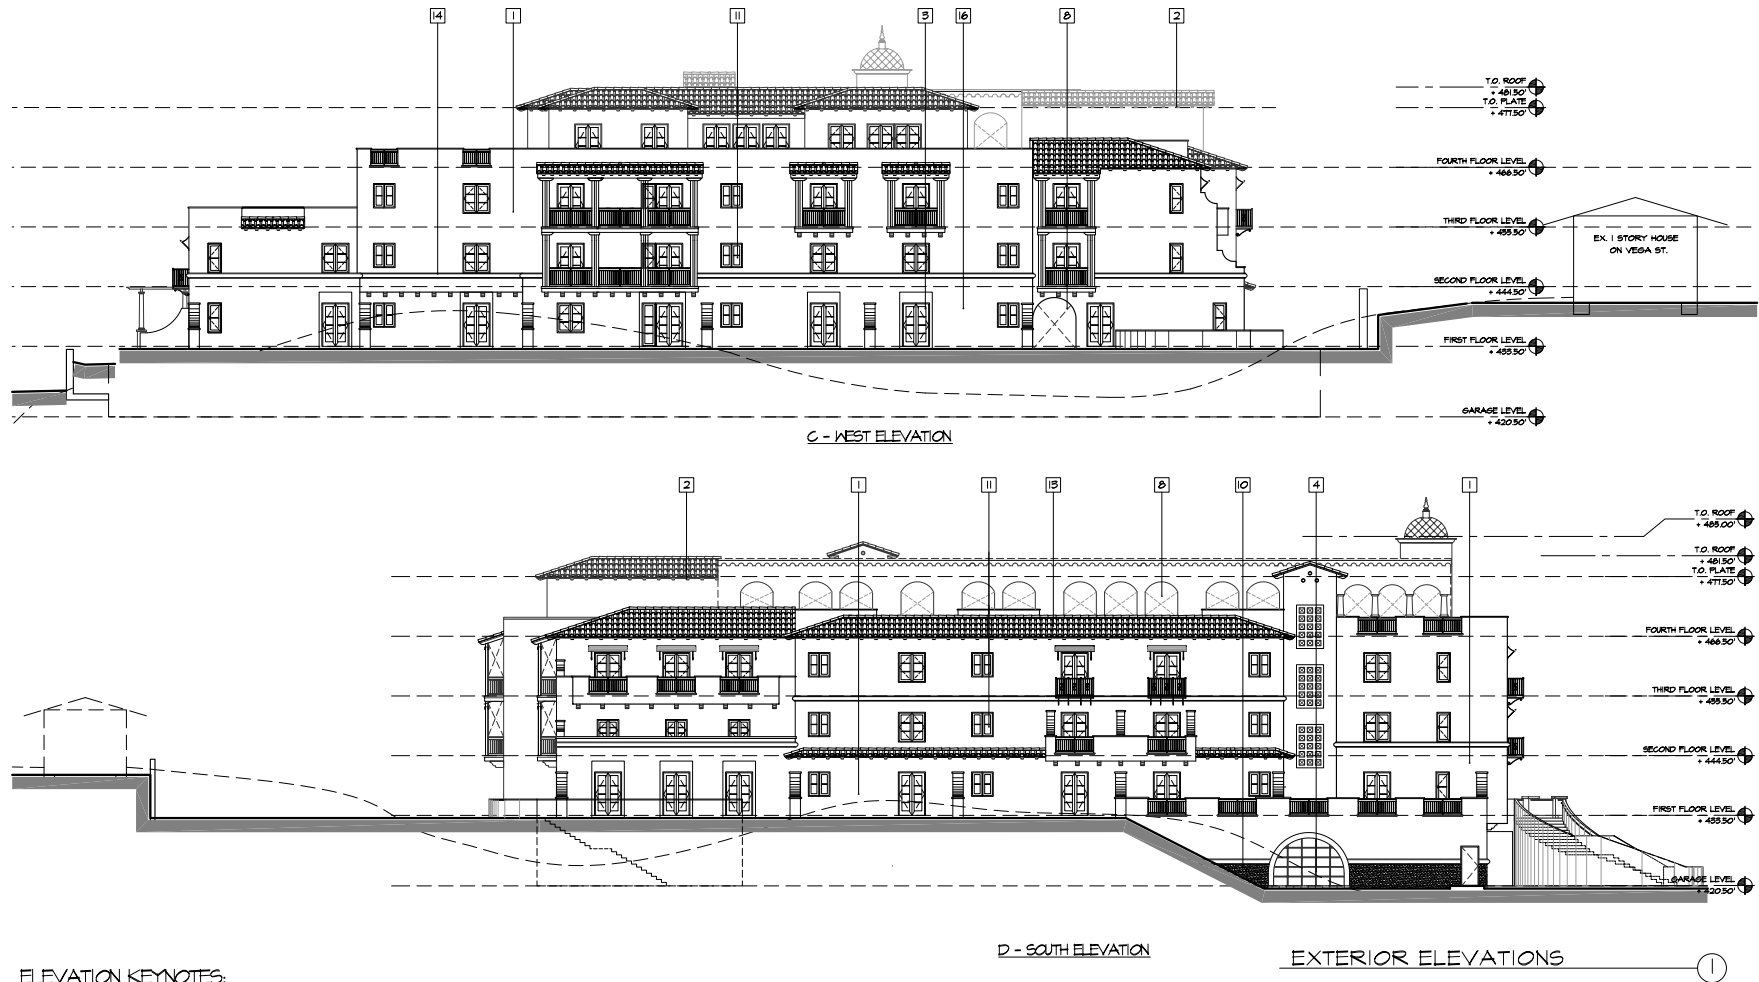 14 1 11 3 16 8 2
T.O. ROOF
+ 481.50'
T.O. PLATE
+ 477.50'
FOURTH FLOOR LEVEL
+ 466.50'
THIRD FLOOR LEVEL
+ 455.50'
EX. 1 STORY HOUSE
ON VEGA ST.
SECOND FLOOR LEVEL
+ 444.50'
FIRST FLOOR LEVEL
+ 433.50'
GARAGE LEVEL
+ 420.50'
C - WEST ELEVATION
2 1 11 13 8 10 4 1
T.O. ROOF
+ 485.00'
T.O. ROOF
+ 481.50'
T.O. PLATE
+ 477.50'
FOURTH FLOOR LEVEL
+ 466.50'
THIRD FLOOR LEVEL
+ 455.50'
SECOND FLOOR LEVEL
+ 444.50'
FIRST FLOOR LEVEL
+ 433.50'
GARAGE LEVEL
+ 420.50'
D - SOUTH ELEVATION
EXTERIOR ELEVATIONS 1
ELEVATION KEYNOTES: